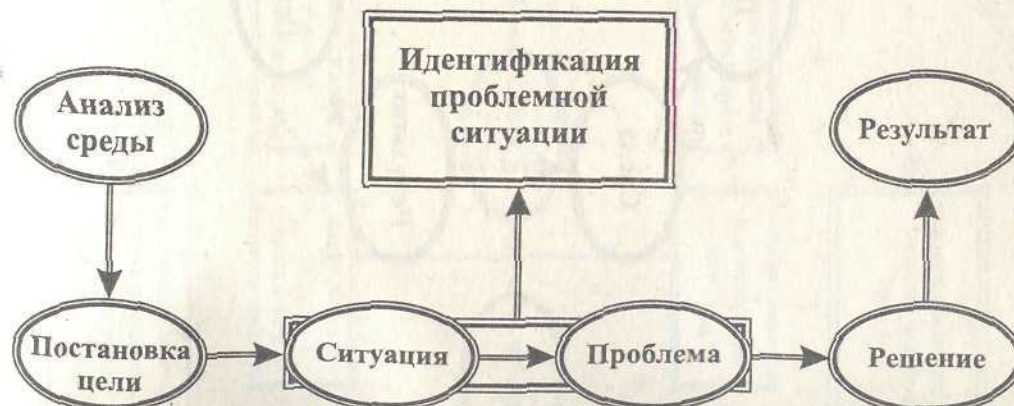 Анализ
среды
Идентификация
проблемной
ситуации
Результат
Постановка
цели
Ситуация
Проблема
Решение